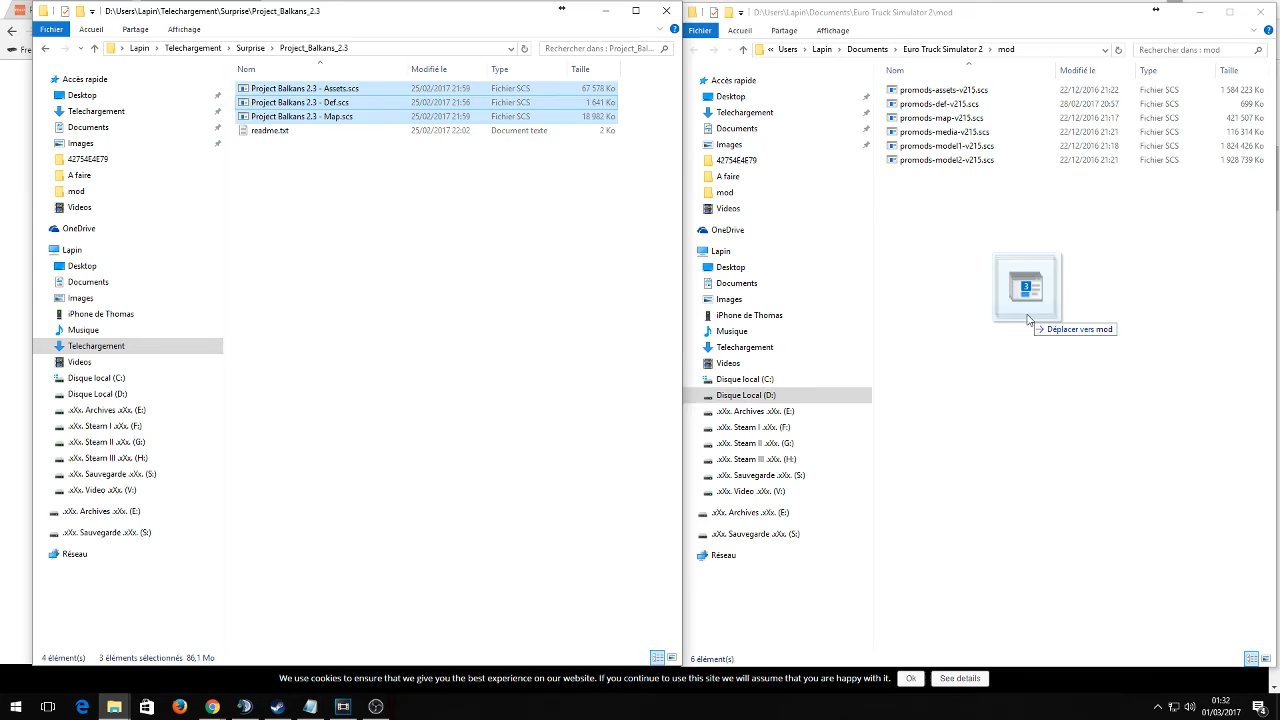 D:\Users\Lapin\Telechargement\Surprise\Project_Balkans_2.3
Fichier Accueil Partage Affichage
Lapin Telechargement Surprise Project_Balkans_2.3
Rechercher dans : Project_Bal...
Nom Modifié le Type Taille
Accès rapide
Desktop
Telechargement
Documents
Images
42754E4E79
A faire
mod
Videos
OneDrive
Lapin
Desktop
Documents
Images
iPhone de Thomas
Musique
Telechargement
Videos
Disque local (C:)
Disque Local (D:)
.xXx. Archives .xXx. (E:)
.xXx. Steam I .xXx. (F:)
.xXx. Steam II .xXx. (G:)
.xXx. Steam III .xXx. (H:)
.xXx. Sauvegarde .xXx. (S:)
.xXx. Video .xXx. (V:)
.xXx. Archives .xXx. (E:)
.xXx. Sauvegarde .xXx. (S:)
Réseau
Project Balkans 2.3 - Assets.scs 25/02/2017 21:59 Fichier SCS 67 578 Ko
Project Balkans 2.3 - Def.scs 25/02/2017 21:56 Fichier SCS 1 641 Ko
Project Balkans 2.3 - Map.scs 25/02/2017 21:59 Fichier SCS 18 982 Ko
readme.txt 25/02/2017 22:02 Document texte 2 Ko
4 élément(s) 3 éléments sélectionnés 86,1 Mo
D:\Users\Lapin\Documents\Euro Truck Simulator 2\mod
Fichier Accueil Partage Affichage
« Users Lapin Documents Euro Truck Simulator 2 mod
Rechercher dans : mod
Nom Modifié le Type Taille
Accès rapide
Desktop
Telechargement
Documents
Images
42754E4E79
A faire
mod
Videos
OneDrive
Lapin
Desktop
Documents
Images
iPhone de Thomas
Musique
Telechargement
Videos
Disque local (C:)
Disque Local (D:)
.xXx. Archives .xXx. (E:)
.xXx. Steam I .xXx. (F:)
.xXx. Steam II .xXx. (G:)
.xXx. Steam III .xXx. (H:)
.xXx. Sauvegarde .xXx. (S:)
.xXx. Video .xXx. (V:)
.xXx. Archives .xXx. (E:)
.xXx. Sauvegarde .xXx. (S:)
Réseau
promods-assets-v215.scs 22/12/2016 21:22 Fichier SCS 1 584 223 Ko
promods-def-v215.scs 28/02/2017 20:57 Fichier SCS 699 Ko
promods-map-v215.scs 22/12/2016 21:17 Fichier SCS 421 507 Ko
promods-media-v215.scs 22/12/2016 21:21 Fichier SCS 116 314 Ko
promods-model1-v215.scs 22/12/2016 21:18 Fichier SCS 1 824 426 Ko
promods-model2-v215.scs 22/12/2016 21:21 Fichier SCS 1 928 739 Ko
3
Déplacer vers mod
6 élément(s)
We use cookies to ensure that we give you the best experience on our website. If you continue to use this site we will assume that you are happy with it. Ok See details
01:32
01/03/2017
4